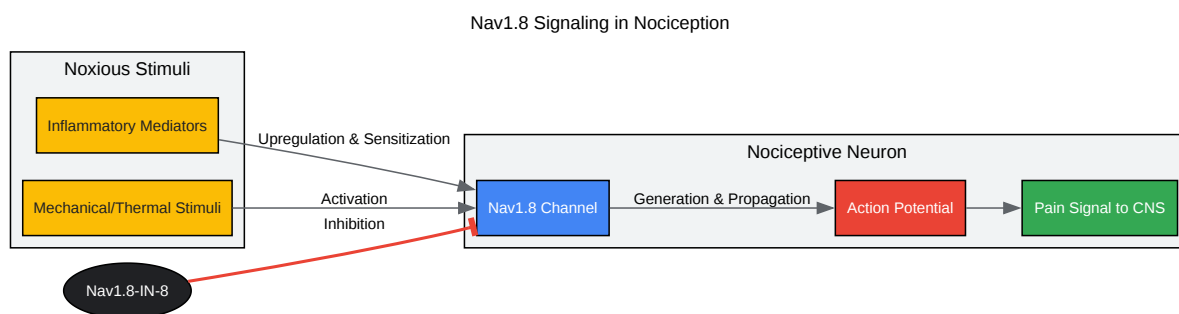 Nav1.8 Signaling in Nociception
Noxious Stimuli
Inflammatory Mediators
Upregulation & Sensitization
Nociceptive Neuron
Mechanical/Thermal Stimuli
Activation
Nav1.8 Channel
Generation & Propagation
Action Potential
Pain Signal to CNS
Inhibition
Nav1.8-IN-8